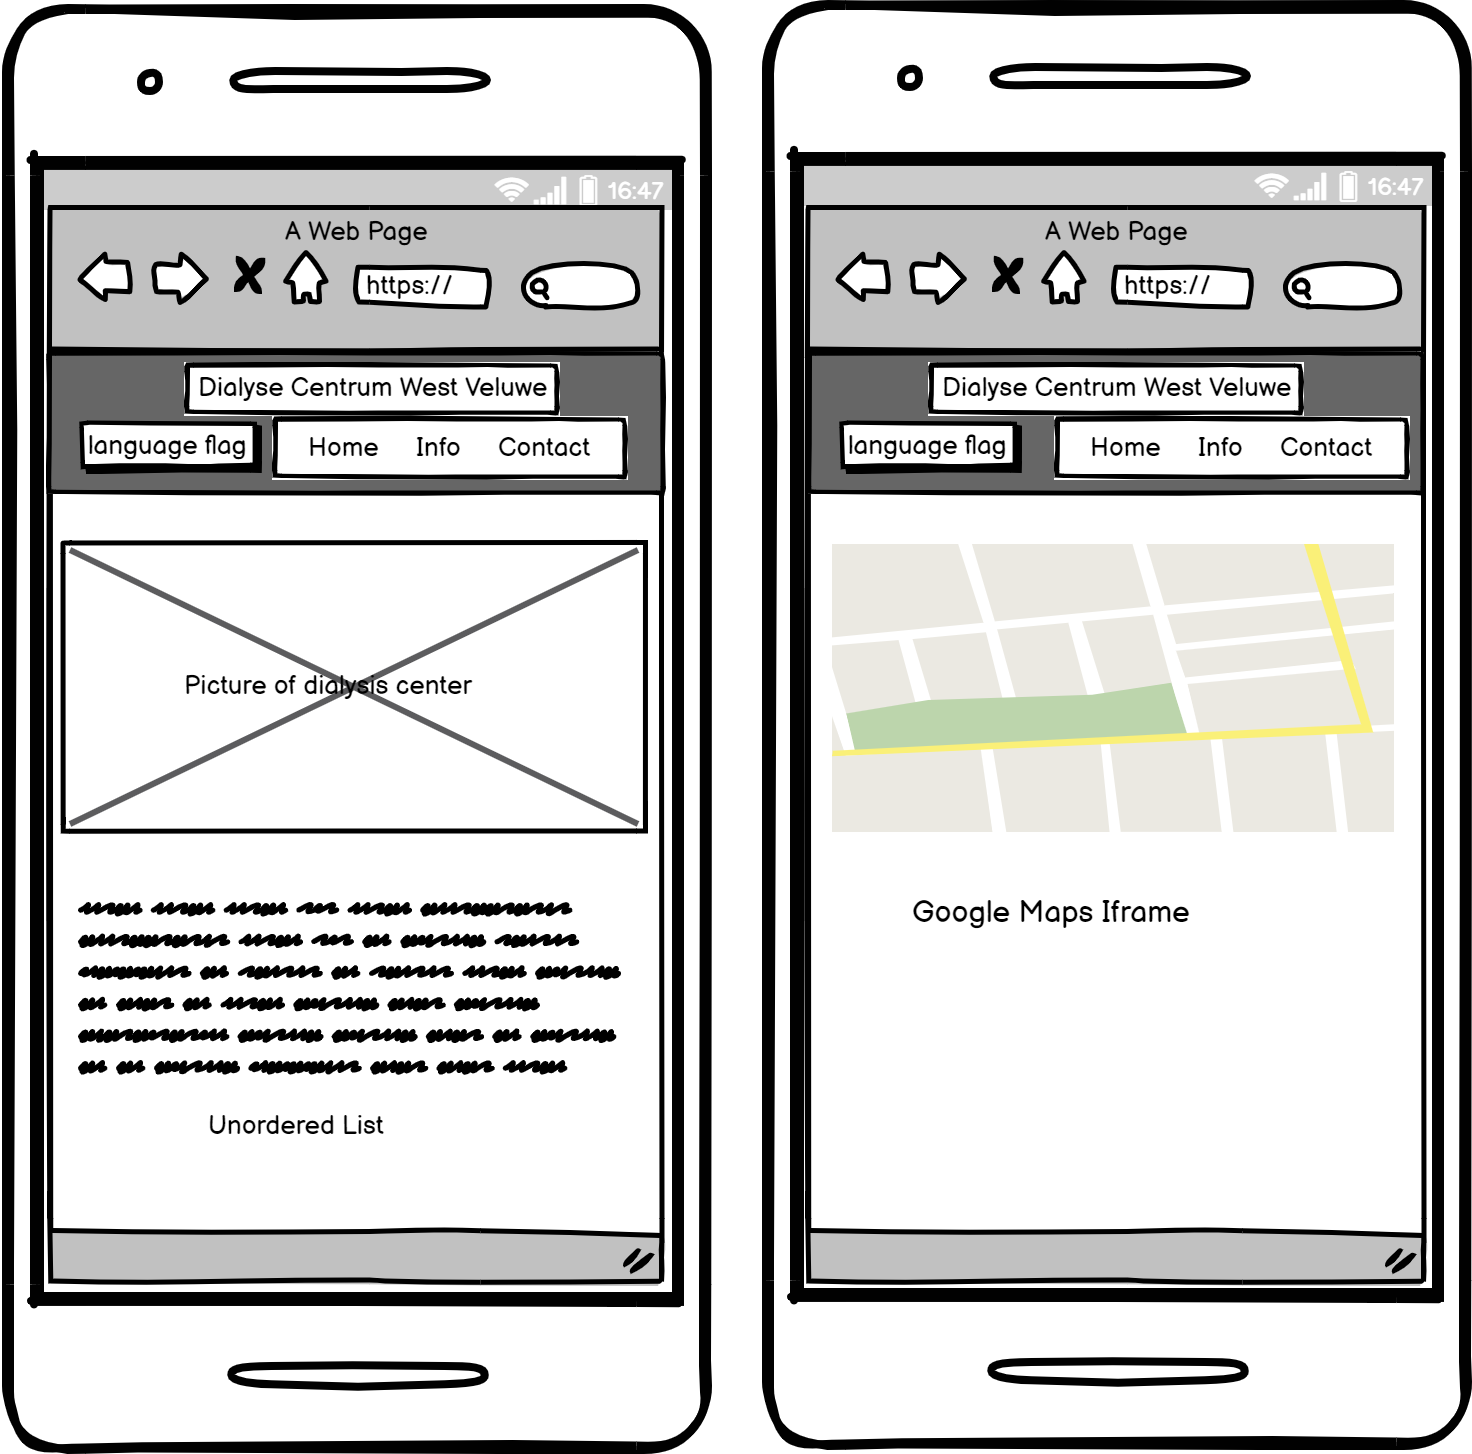 16:47
A Web Page
https://
Dialyse Centrum West Veluwe
language flag
Home Info Contact
Picture of dialysis center
Unordered List
16:47
A Web Page
https://
Dialyse Centrum West Veluwe
language flag
Home Info Contact
Google Maps Iframe